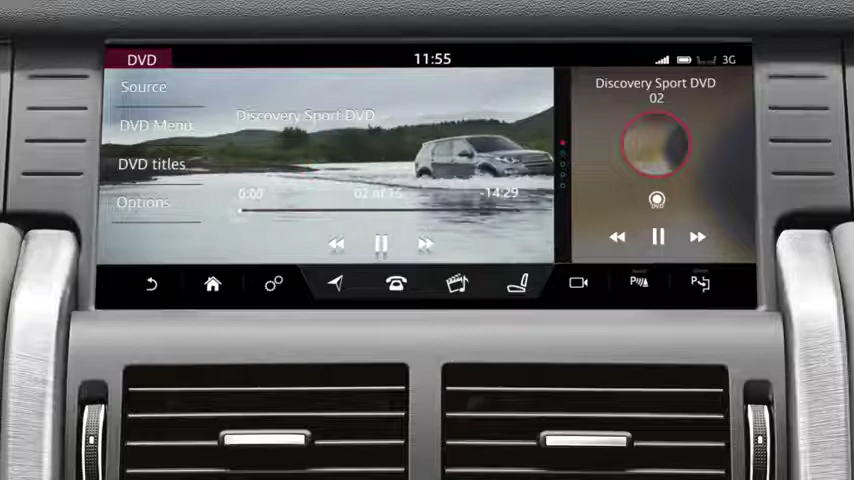 DVD
11:55
3G
Source
DVD Menu
DVD titles
Options
Discovery Sport DVD
0:00
02 of 15
-14:29
Discovery Sport DVD
02
DVD
P
P